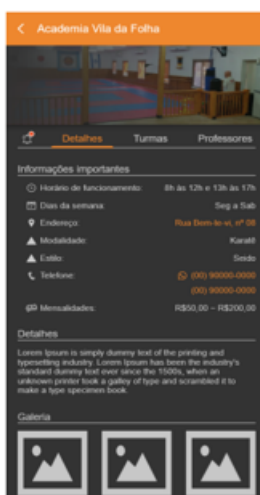 Academia Vila da Folha
Detalhes Turmas Professores
Informações importantes
Horário de funcionamento: 8h às 12h e 13h às 17h
Dias da semana: Seg a Sab
Endereço: Rua Bem-te-vi, nº 08
Modalidade: Karatê
Estilo: Seido
Telefone: (00) 90000-0000
(00) 90000-0000
Mensalidades: R$50,00 – R$200,00
Detalhes
Lorem Ipsum is simply dummy text of the printing and
typesetting industry. Lorem Ipsum has been the industry's
standard dummy text ever since the 1500s, when an
unknown printer took a galley of type and scrambled it to
make a type specimen book.
Galeria